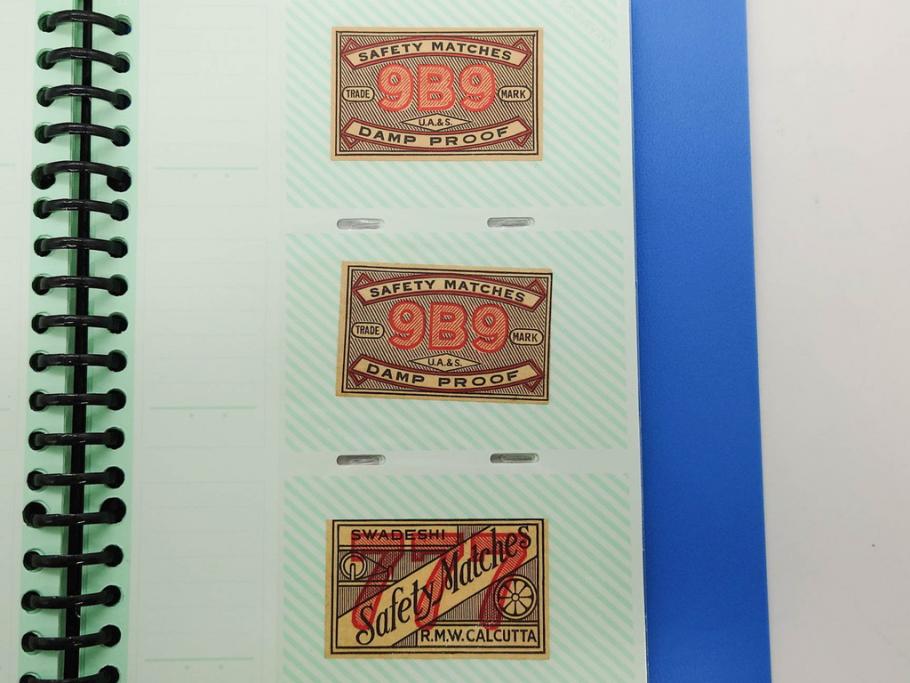 SAFETY MATCHES
9B9
TRADE MARK
U.A.&S.
DAMP PROOF
SAFETY MATCHES
9B9
TRADE MARK
U.A.&S.
DAMP PROOF
SWADESHI
777
Safety Matches
R.M.W. CALCUTTA